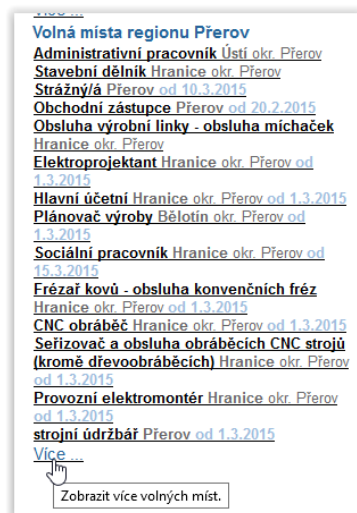 Více ...
Volná místa regionu Přerov
Administrativní pracovník Ústí okr. Přerov
Stavební dělník Hranice okr. Přerov
Strážný/á Přerov od 10.3.2015
Obchodní zástupce Přerov od 20.2.2015
Obsluha výrobní linky - obsluha míchaček
Hranice okr. Přerov
Elektroprojektant Hranice okr. Přerov od
1.3.2015
Hlavní účetní Hranice okr. Přerov od 1.3.2015
Plánovač výroby Bělotín okr. Přerov od
1.3.2015
Sociální pracovník Hranice okr. Přerov od
15.3.2015
Frézař kovů - obsluha konvenčních fréz
Hranice okr. Přerov od 1.3.2015
CNC obráběč Hranice okr. Přerov od 1.3.2015
Seřizovač a obsluha obráběcích CNC strojů
(kromě dřevoobráběcích) Hranice okr. Přerov
od 1.3.2015
Provozní elektromontér Hranice okr. Přerov
od 1.3.2015
strojní údržbář Přerov od 1.3.2015
Více ...
Zobrazit více volných míst.